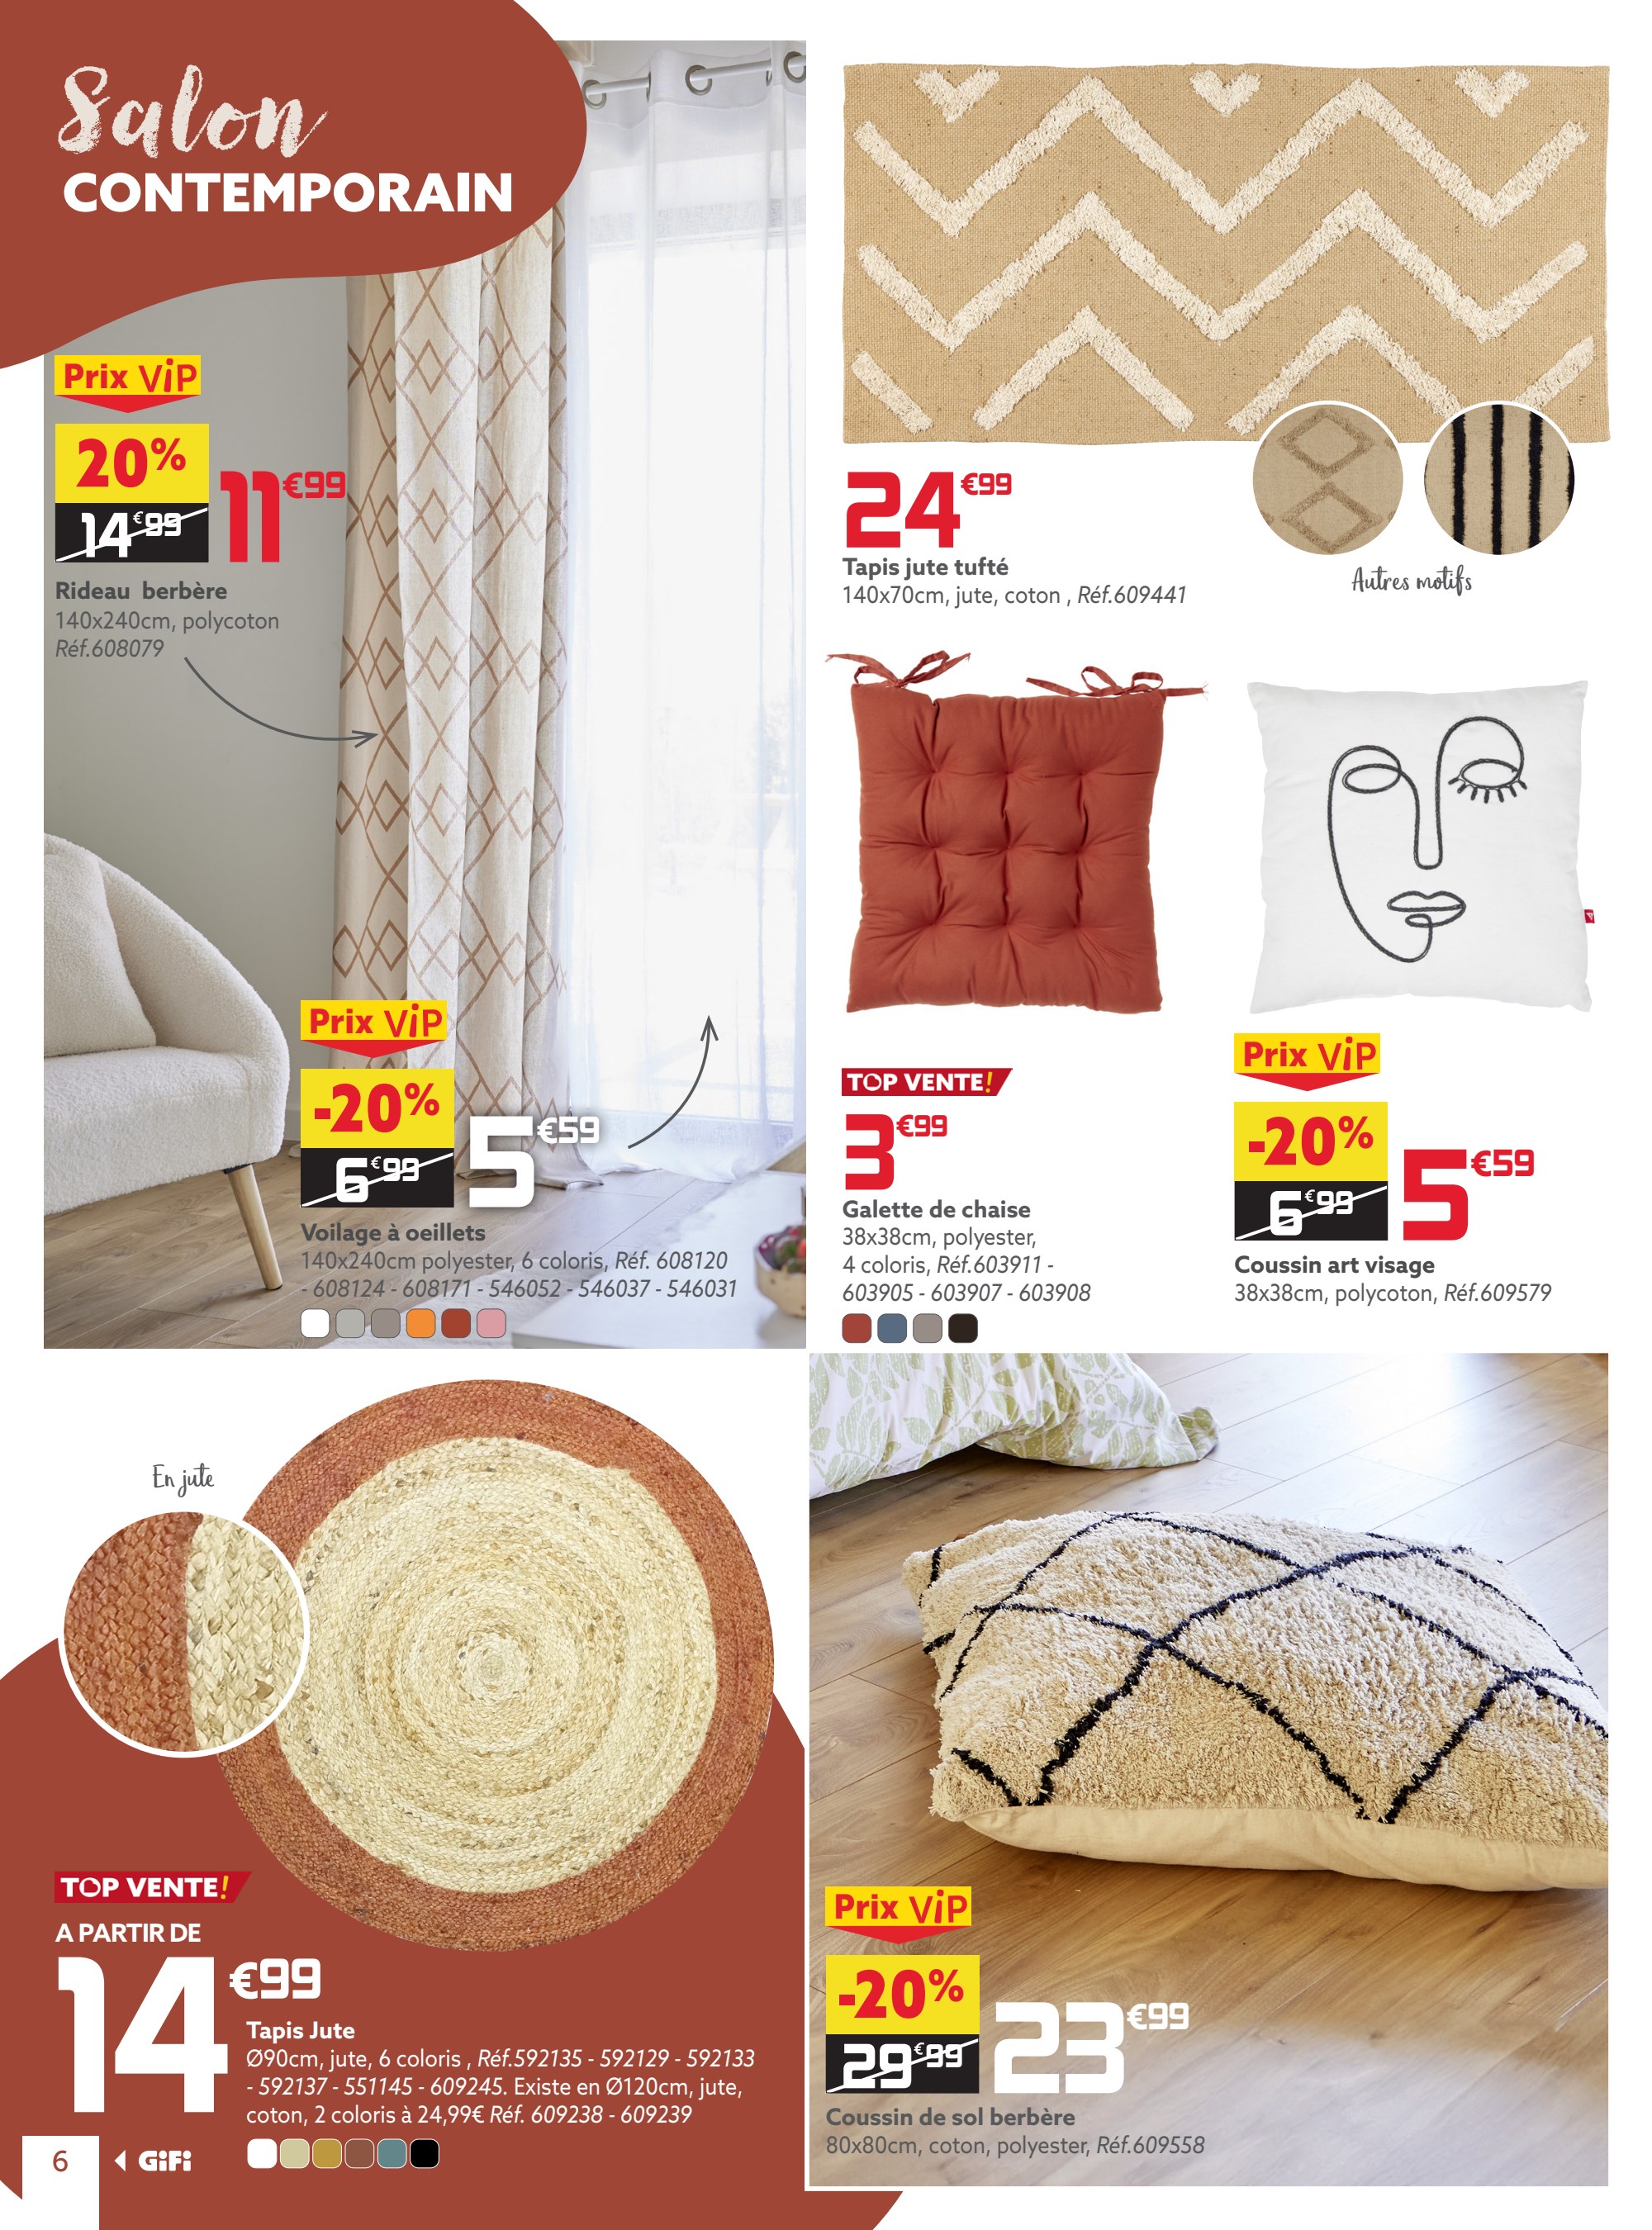 Salon
CONTEMPORAIN
Prix ViP
20%
14€99
11€99
Rideau berbère
140x240cm, polycoton
Réf.608079
Prix ViP
-20%
6€99
5€59
Voilage à oeillets
140x240cm polyester, 6 coloris, Réf. 608120
- 608124 - 608171 - 546052 - 546037 - 546031
24€99
Tapis jute tufté
140x70cm, jute, coton , Réf.609441
Autres motifs
TOP VENTE!
3€99
Galette de chaise
38x38cm, polyester,
4 coloris, Réf.603911 -
603905 - 603907 - 603908
Prix ViP
-20%
6€99
5€59
Coussin art visage
38x38cm, polycoton, Réf.609579
En jute
TOP VENTE!
A PARTIR DE
14€99
Tapis Jute
Ø90cm, jute, 6 coloris , Réf.592135 - 592129 - 592133
- 592137 - 551145 - 609245. Existe en Ø120cm, jute,
coton, 2 coloris à 24,99€ Réf. 609238 - 609239
Prix ViP
-20%
29€99
23€99
Coussin de sol berbère
80x80cm, coton, polyester, Réf.609558
6
GiFi